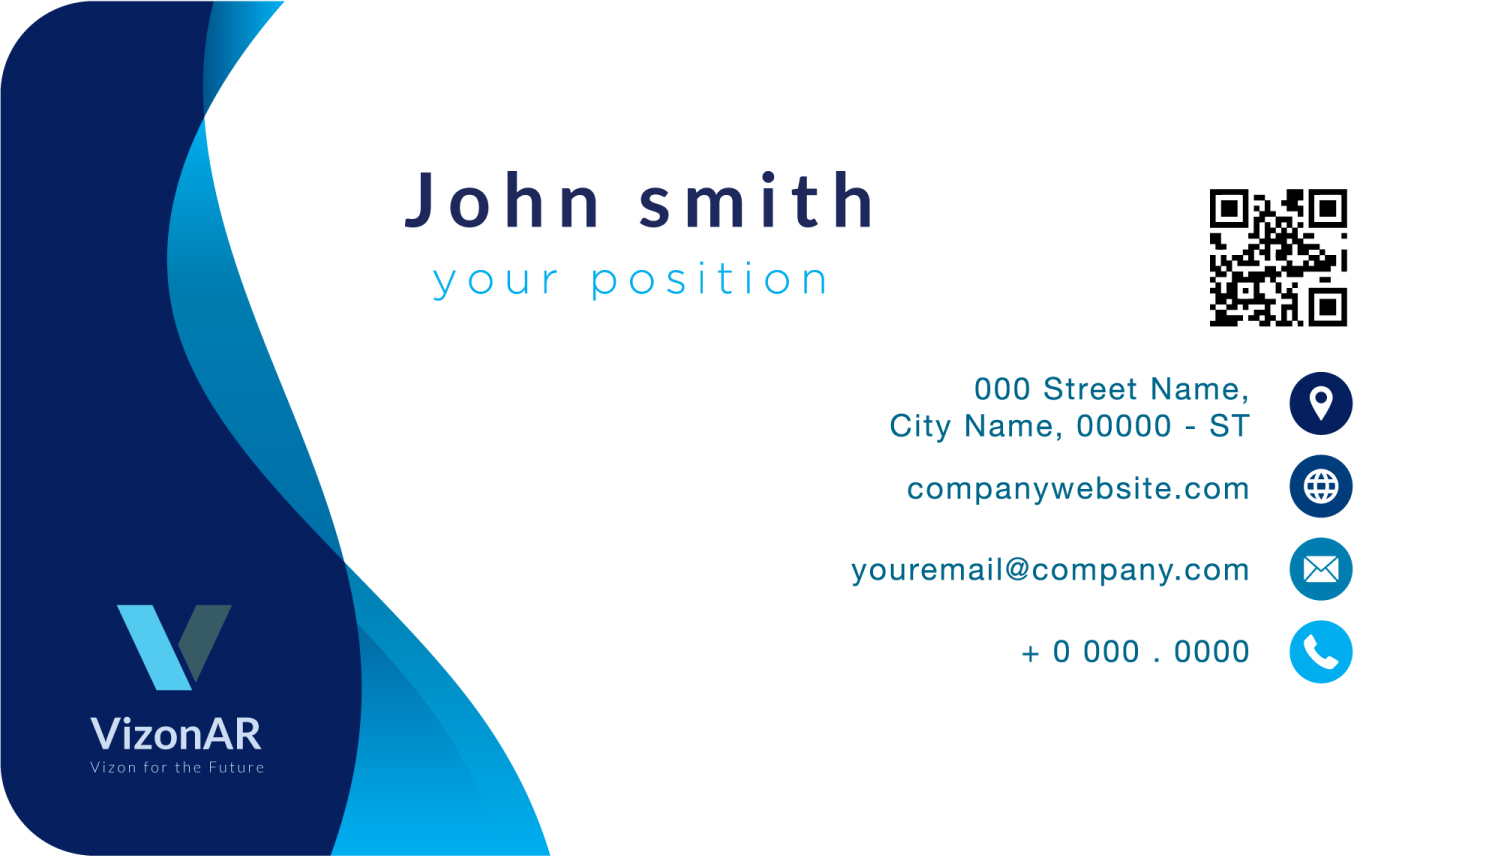 John smith
your position
000 Street Name,
City Name, 00000 - ST
companywebsite.com
youremail@company.com
+ 0 000 . 0000
VizonAR
Vizon for the Future